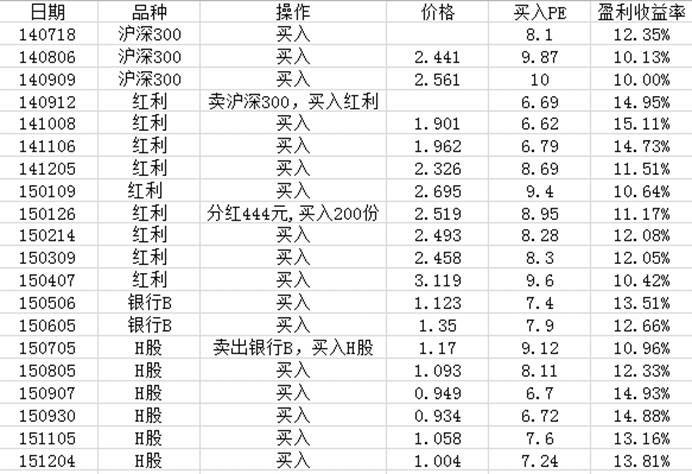 日期 品种 操作 价格 买入PE 盈利收益率
140718 沪深300 买入 8.1 12.35%
140806 沪深300 买入 2.441 9.87 10.13%
140909 沪深300 买入 2.561 10 10.00%
140912 红利 卖沪深300，买入红利 6.69 14.95%
141008 红利 买入 1.901 6.62 15.11%
141106 红利 买入 1.962 6.79 14.73%
141205 红利 买入 2.326 8.69 11.51%
150109 红利 买入 2.695 9.4 10.64%
150126 红利 分红444元,买入200份 2.519 8.95 11.17%
150214 红利 买入 2.493 8.28 12.08%
150309 红利 买入 2.458 8.3 12.05%
150407 红利 买入 3.119 9.6 10.42%
150506 银行B 买入 1.123 7.4 13.51%
150605 银行B 买入 1.35 7.9 12.66%
150705 H股 卖出银行B，买入H股 1.17 9.12 10.96%
150805 H股 买入 1.093 8.11 12.33%
150907 H股 买入 0.949 6.7 14.93%
150930 H股 买入 0.934 6.72 14.88%
151105 H股 买入 1.058 7.6 13.16%
151204 H股 买入 1.004 7.24 13.81%